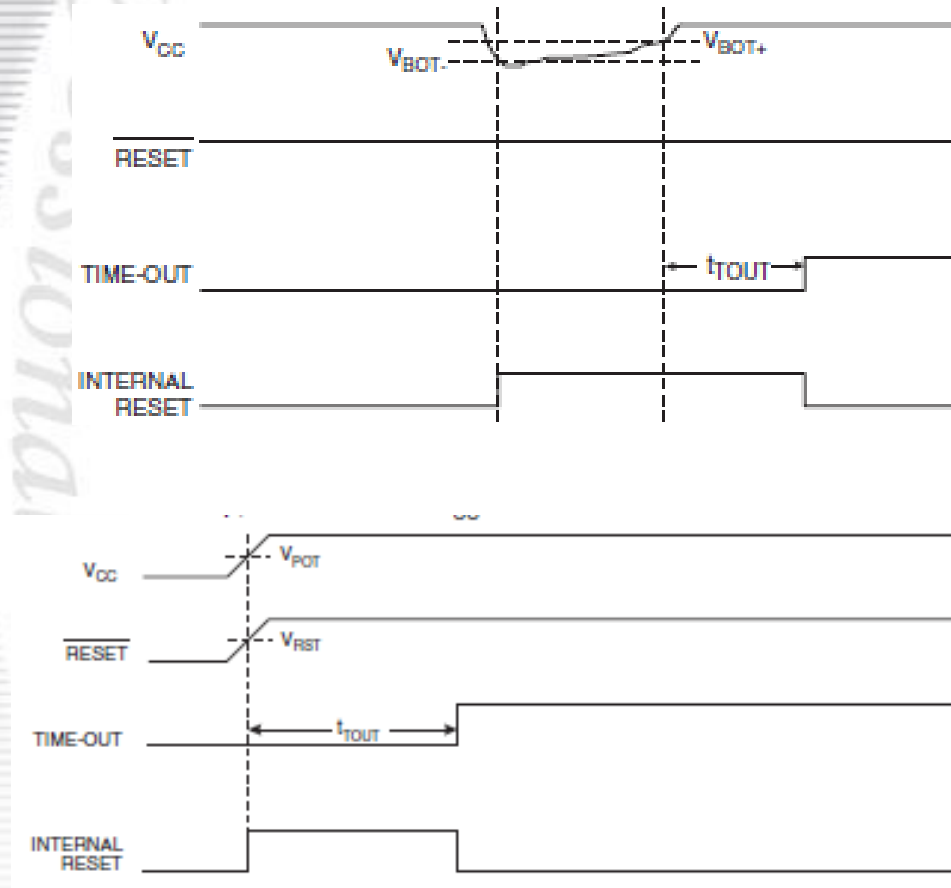 VCC
VBOT-
VBOT+
RESET
TIME-OUT
tTOUT
INTERNAL
RESET
VCC
VPOT
RESET
VRST
TIME-OUT
tTOUT
INTERNAL
RESET